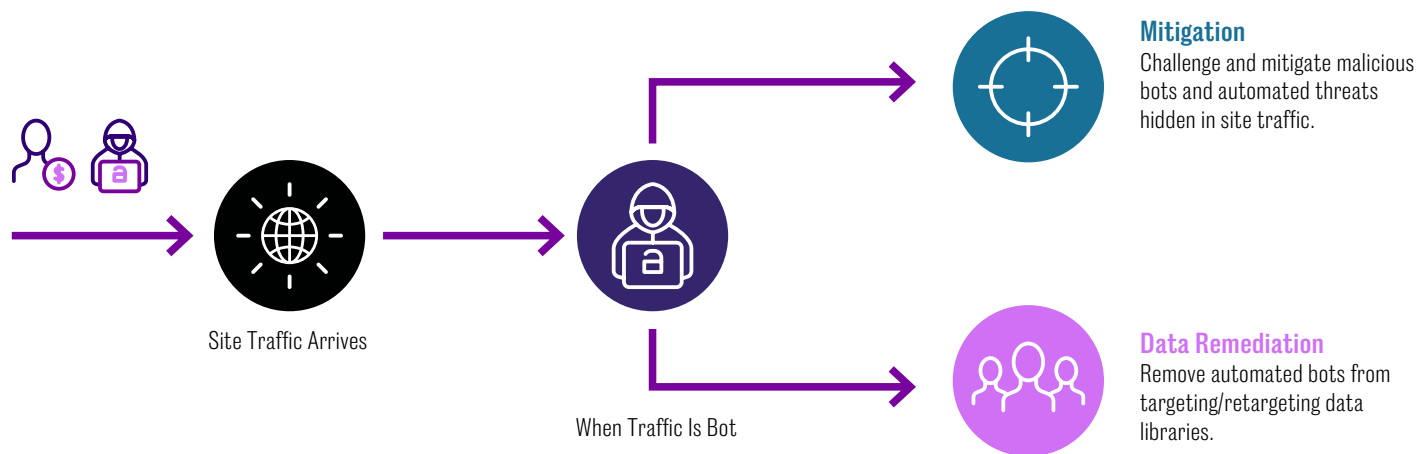 Mitigation
Challenge and mitigate malicious
bots and automated threats
hidden in site traffic.
$
a
a
Site Traffic Arrives
When Traffic Is Bot
Data Remediation
Remove automated bots from
targeting/retargeting data
libraries.